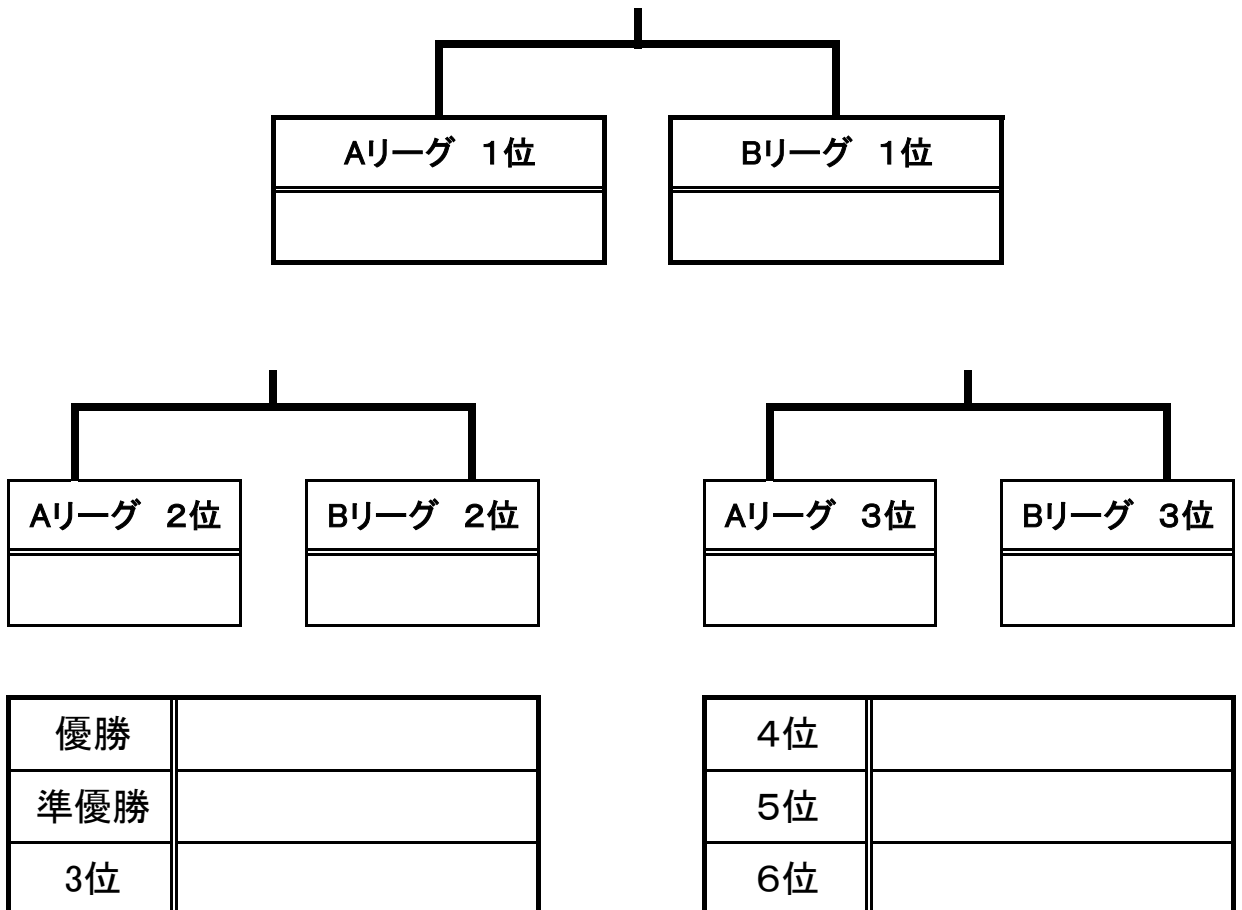 Aリーグ　１位
Bリーグ　１位
Aリーグ　２位
Bリーグ　２位
Aリーグ　３位
Bリーグ　３位
優勝
準優勝
3位
４位
５位
６位